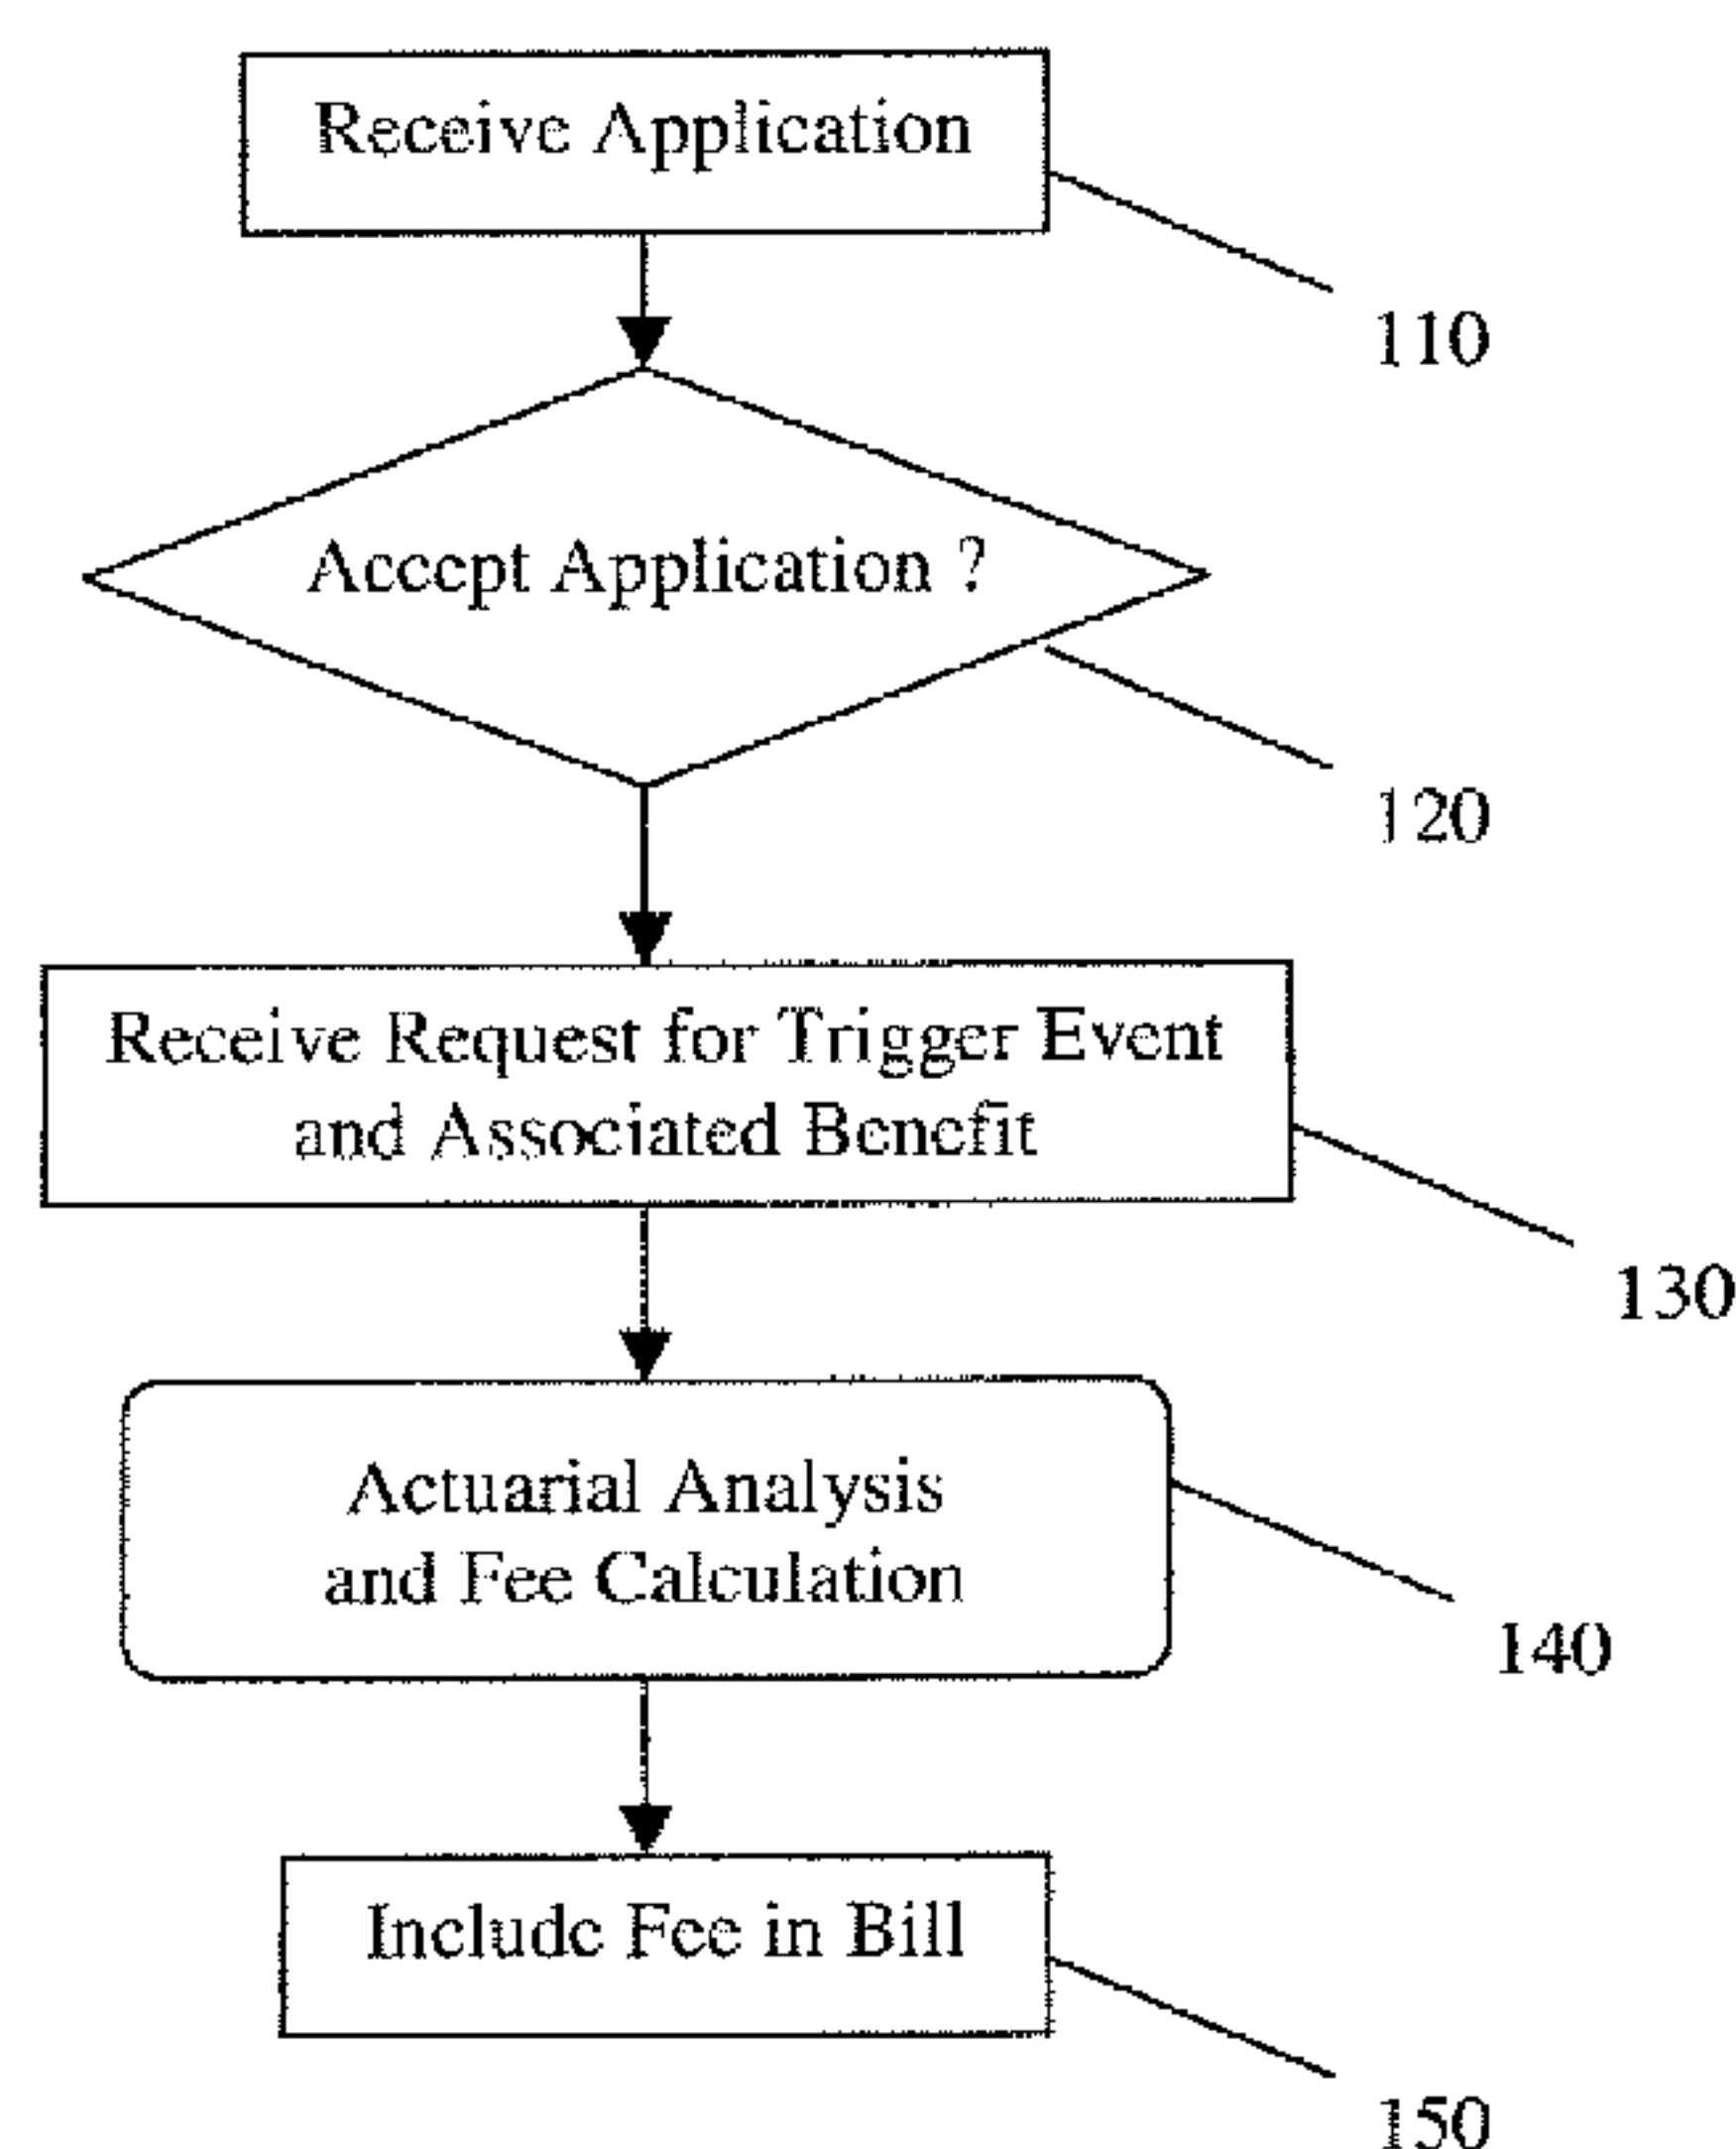 Receive Application
110
Accept Application ?
120
Receive Request for Trigger Event
and Associated Benefit
130
Actuarial Analysis
and Fee Calculation
140
Include Fee in Bill
150